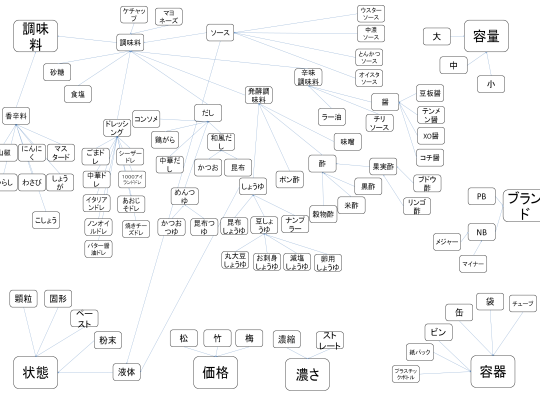 ケチャッ
プ
マヨ
ネーズ
ウスター
ソース
調味
料
調味料
ソース
中濃
ソース
大
容量
とんかつ
ソース
中
砂糖
オイスタ
ソース
小
食塩
辛味
調味料
発酵調
味料
醤
豆板醤
香辛料
ドレッシ
ング
コンソメ
だし
ラー油
チリ
ソース
テンメ
ン醤
XO醤
山椒
にんに
く
マス
タード
ごまド
レ
シーザー
ドレ
鶏がら
和風だ
し
味噌
コチ醤
中華だ
し
かつお
昆布
酢
果実酢
らし
わさび
しょう
が
中華ド
レ
1000アイ
ランドドレ
しょうゆ
ポン酢
黒酢
ブドウ
酢
めんつ
ゆ
イタリア
ンドレ
あおじ
そドレ
米酢
リンゴ
酢
穀物酢
PB
ブラン
ド
こしょう
ノンオイ
ルドレ
焼きチー
ズドレ
かつお
つゆ
昆布つ
ゆ
昆布
しょうゆ
豆しょ
うゆ
ナンプ
ラー
メジャー
NB
バター醤
油ドレ
丸大豆
しょうゆ
お刺身
しょうゆ
減塩
しょうゆ
卵用
しょうゆ
マイナー
顆粒
固形
ペー
スト
粉末
袋
チューブ
缶
松
竹
梅
濃縮
スト
レート
ビン
紙パック
状態
液体
価格
濃さ
プラスチッ
クボトル
容器